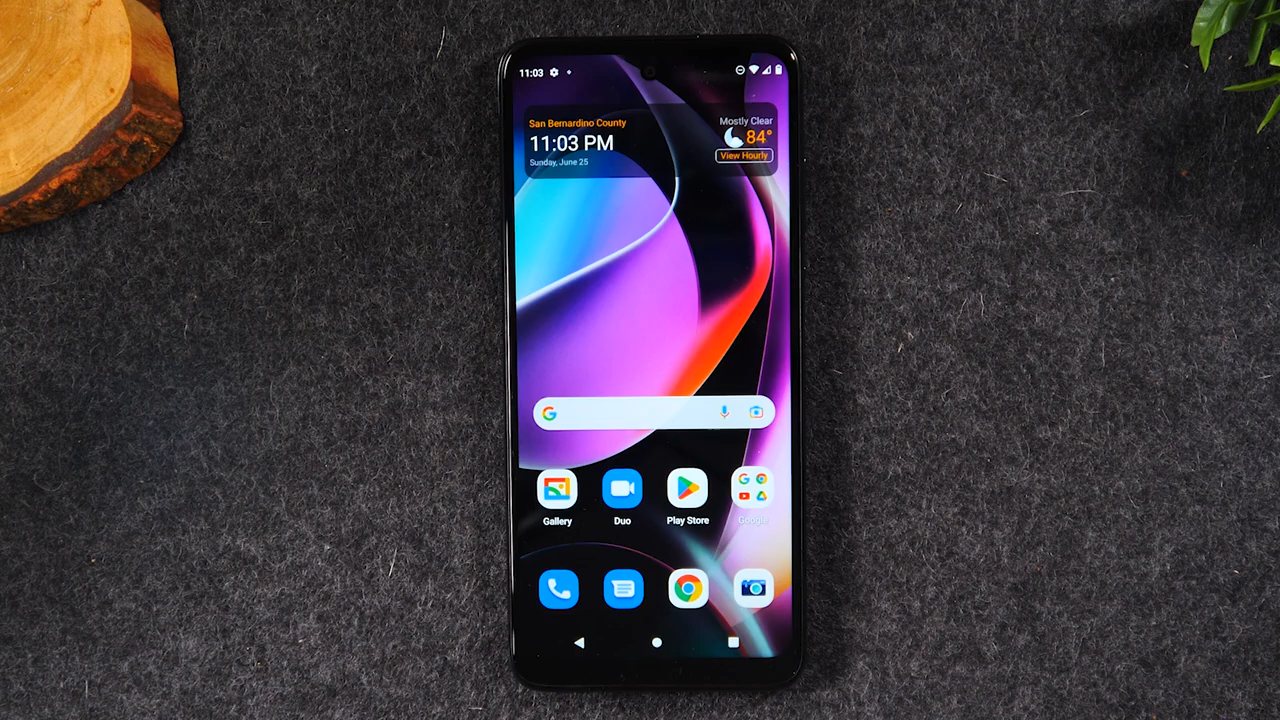 11:03
San Bernardino County
11:03 PM
Sunday, June 25
Mostly Clear
84°
View Hourly
Gallery Duo Play Store Google